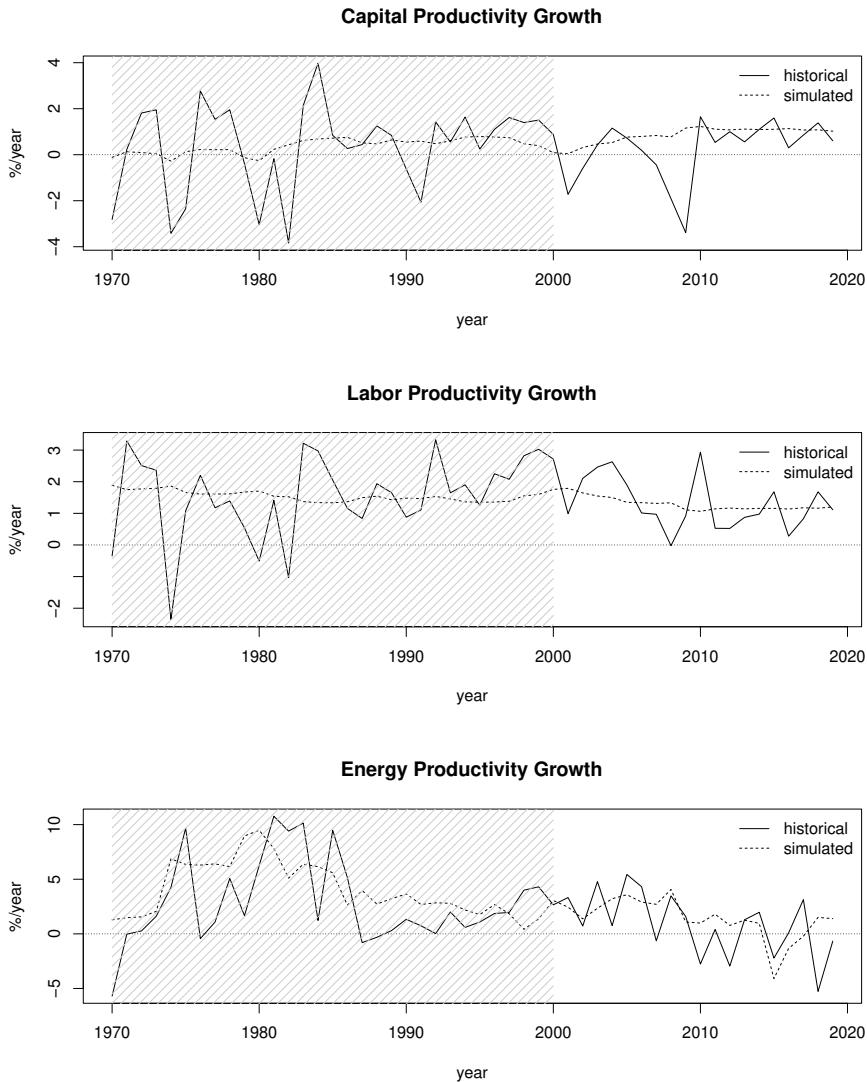 Capital Productivity Growth
%/year
4
2
0
−2
−4
historical
simulated
1970 1980 1990 2000 2010 2020
year
Labor Productivity Growth
%/year
3
2
1
0
−2
historical
simulated
1970 1980 1990 2000 2010 2020
year
Energy Productivity Growth
%/year
10
5
0
−5
historical
simulated
1970 1980 1990 2000 2010 2020
year